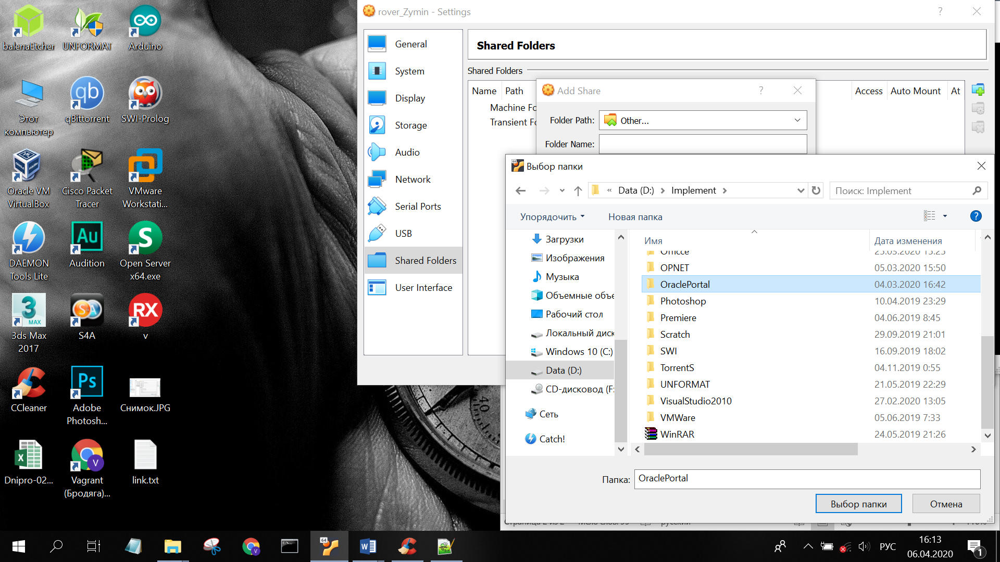 balenaEtcher
UNFORMAT
Arduino
Этот компьютер
qBittorrent
SWI-Prolog
Oracle VM VirtualBox
Cisco Packet Tracer
VMware Workstati...
DAEMON Tools Lite
Audition
Open Server x64.exe
3ds Max 2017
S4A
v
CCleaner
Adobe Photosh...
Снимок.JPG
Dnipro-02...
Vagrant (Бродяга)...
link.txt
rover_Zymin - Settings
General
System
Display
Storage
Audio
Network
Serial Ports
USB
Shared Folders
User Interface
Shared Folders
Shared Folders
Name Path Access Auto Mount At
Machine Fo
Transient Fo
Add Share
Folder Path: Other...
Folder Name:
Выбор папки
« Data (D:) > Implement >
Поиск: Implement
Упорядочить Новая папка
Загрузки
Изображения
Музыка
Объемные объе
Рабочий стол
Локальный диск
Windows 10 (C:)
Data (D:)
CD-дисковод (F:
Сеть
Catch!
Имя Дата изменения
Officce 25.03.2020 15:25
OPNET 05.03.2020 15:50
OraclePortal 04.03.2020 16:42
Photoshop 10.04.2019 23:29
Premiere 04.06.2019 8:45
Scratch 29.09.2019 21:01
SWI 16.09.2019 18:02
TorrentS 04.11.2019 0:55
UNFORMAT 21.05.2019 22:29
VisualStudio2010 27.02.2020 13:05
VMWare 05.06.2019 7:33
WinRAR 24.05.2019 21:26
Папка: OraclePortal
Выбор папки Отмена
РУС
16:13
06.04.2020
1